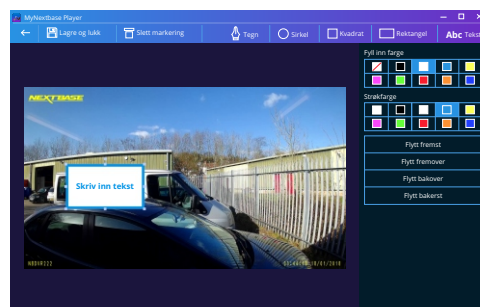 MyNextbase Player
Lagre og lukk
Slett markering
Tegn
Sirkel
Kvadrat
Rektangel
Abc Tekst
Fyll inn farge
NEXTBASE
Strøkfarge
Skriv inn tekst
Flytt fremst
Flytt fremover
Flytt bakover
Flytt bakerst